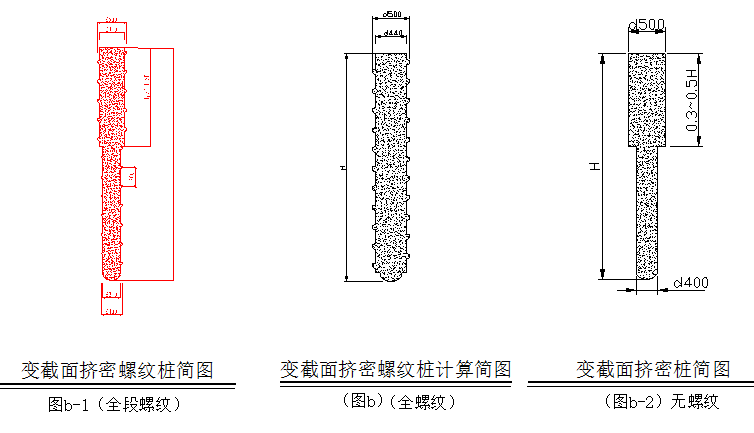 d500
d440
H
变截面挤密螺纹桩简图
图b-1（全段螺纹）
变截面挤密螺纹桩计算简图
（图b）（全螺纹）
d500
0.3~0.5H
H
d400
变截面挤密桩简图
（图b-2）无螺纹